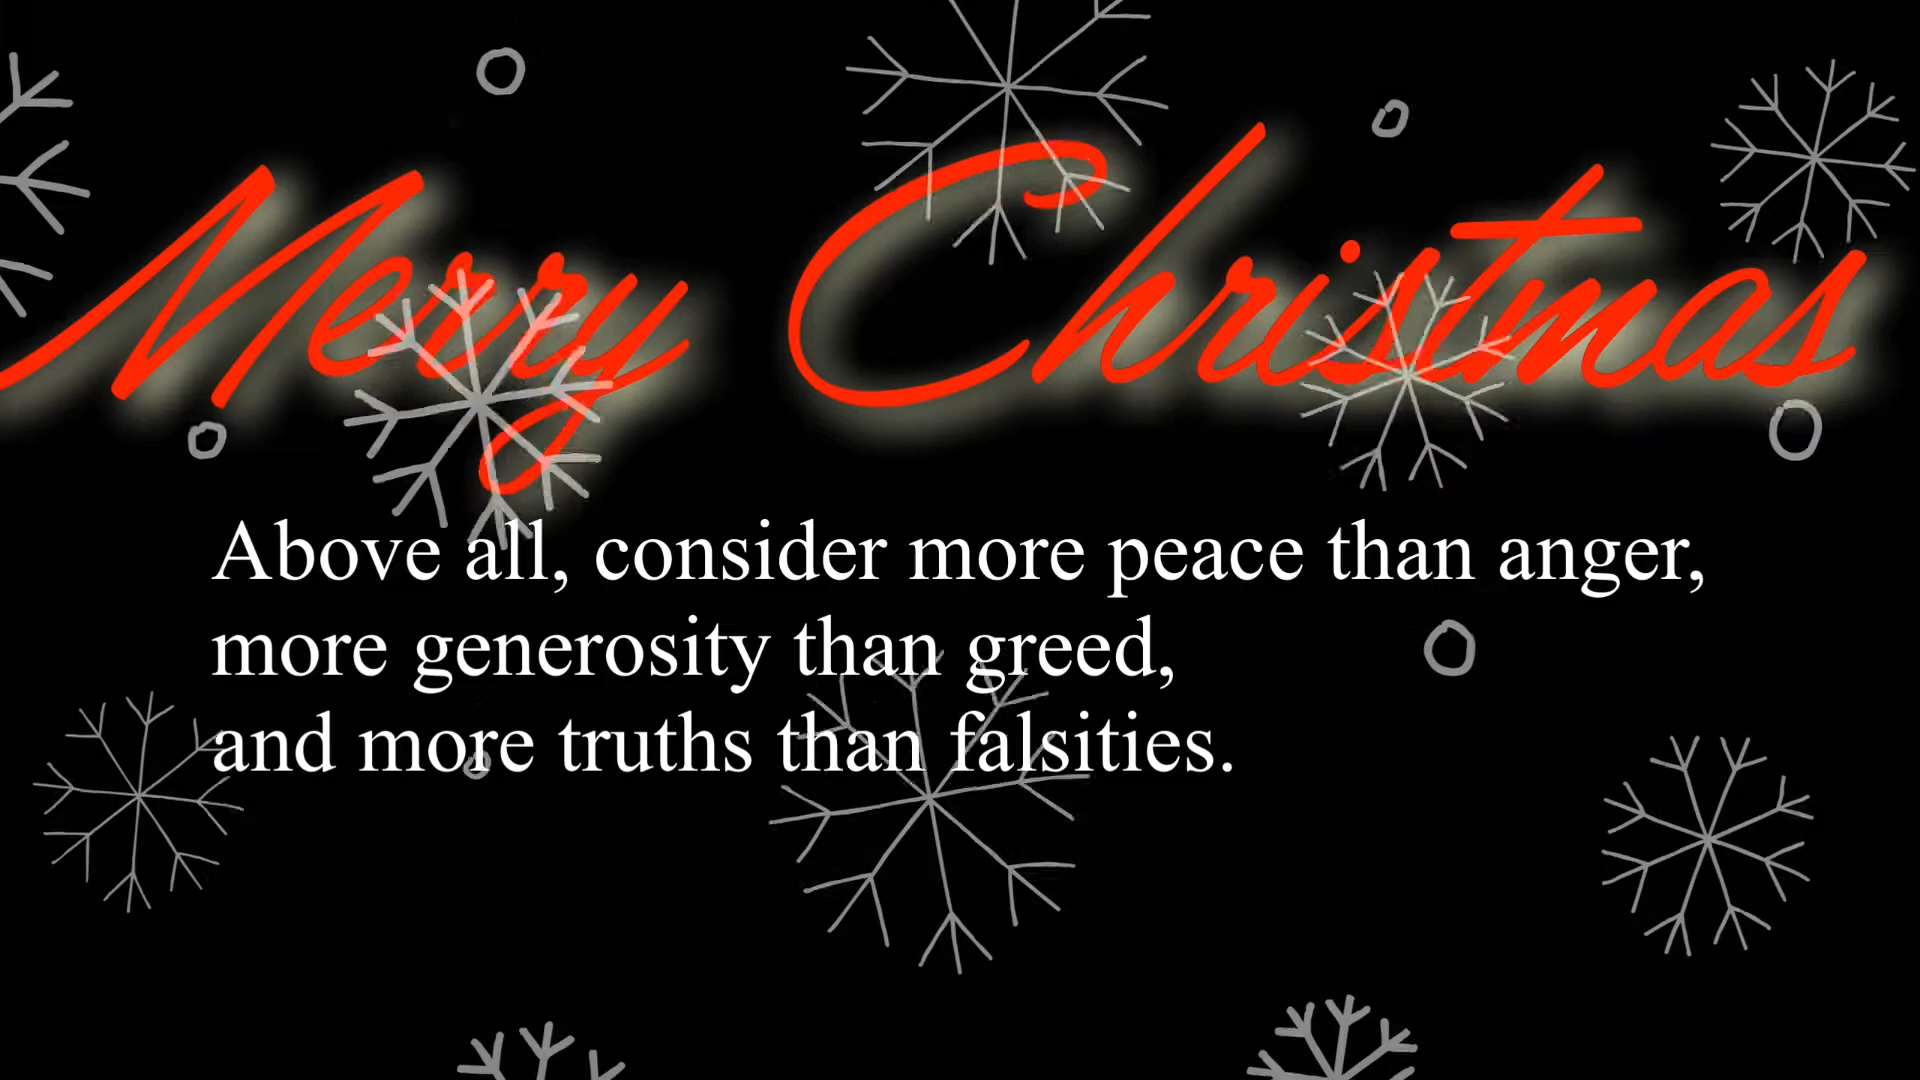 Merry Christmas
Above all, consider more peace than anger,
more generosity than greed,
and more truths than falsities.